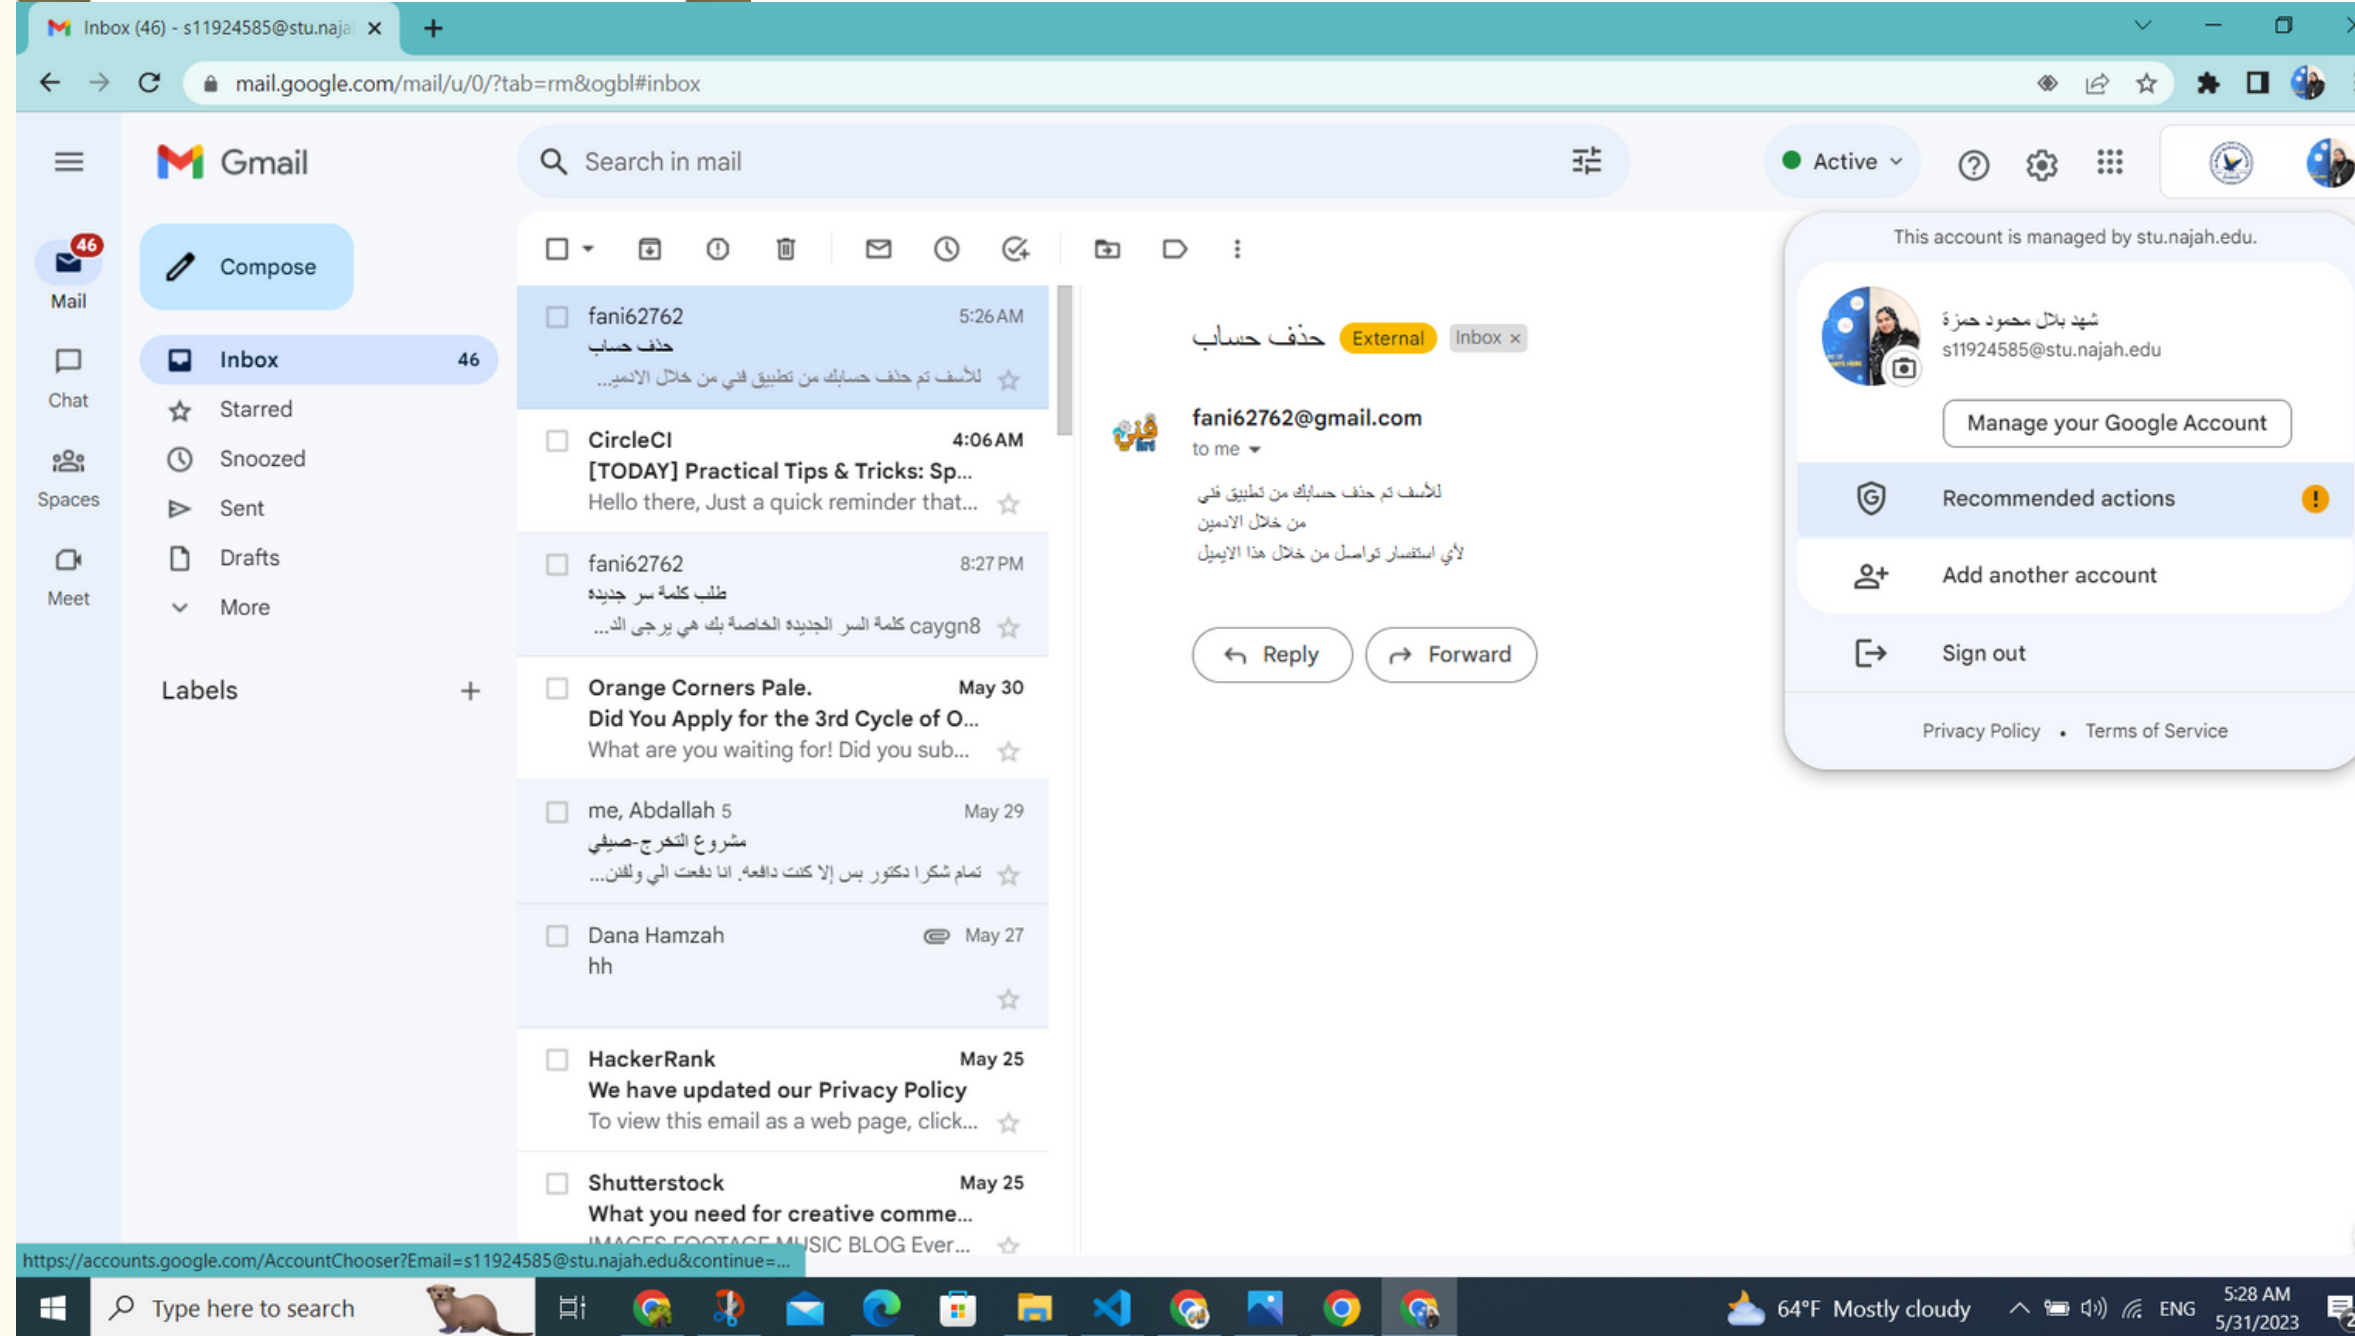 Inbox (46) - s11924585@stu.naja
mail.google.com/mail/u/0/?tab=rm&ogbl#inbox
Gmail
Search in mail
Active
46
Mail
Chat
Spaces
Meet
Compose
Inbox 46
Starred
Snoozed
Sent
Drafts
More
Labels
fani62762 5:26 AM
حذف حساب
للأسف تم حذف حسابك من تطبيق فني من خلال الادمي...
CircleCI 4:06 AM
[TODAY] Practical Tips & Tricks: Sp...
Hello there, Just a quick reminder that...
fani62762 8:27 PM
طلب كلمة سر جديده
caygn8 كلمة السر الجديده الخاصة بك هي يرجى الد...
Orange Corners Pale. May 30
Did You Apply for the 3rd Cycle of O...
What are you waiting for! Did you sub...
me, Abdallah 5 May 29
مشروع التخرج-صيفي
تمام شكرا دكتور بس إلا كنت دافعه. انا دفعت الي ولفتن...
Dana Hamzah May 27
hh
HackerRank May 25
We have updated our Privacy Policy
To view this email as a web page, click...
Shutterstock May 25
What you need for creative comme...
IMAGES FOOTAGE MUSIC BLOG Ever...
حذف حساب External Inbox ×
فني
fani62762@gmail.com
to me
للأسف تم حذف حسابك من تطبيق فني
من خلال الادمين
لأي استفسار تواصل من خلال هذا الايميل
Reply Forward
This account is managed by stu.najah.edu.
شهد بلال محمود حمزة
s11924585@stu.najah.edu
Manage your Google Account
Recommended actions
Add another account
Sign out
Privacy Policy • Terms of Service
https://accounts.google.com/AccountChooser?Email=s11924585@stu.najah.edu&continue=...
Type here to search
64°F Mostly cloudy
ENG
5:28 AM
5/31/2023